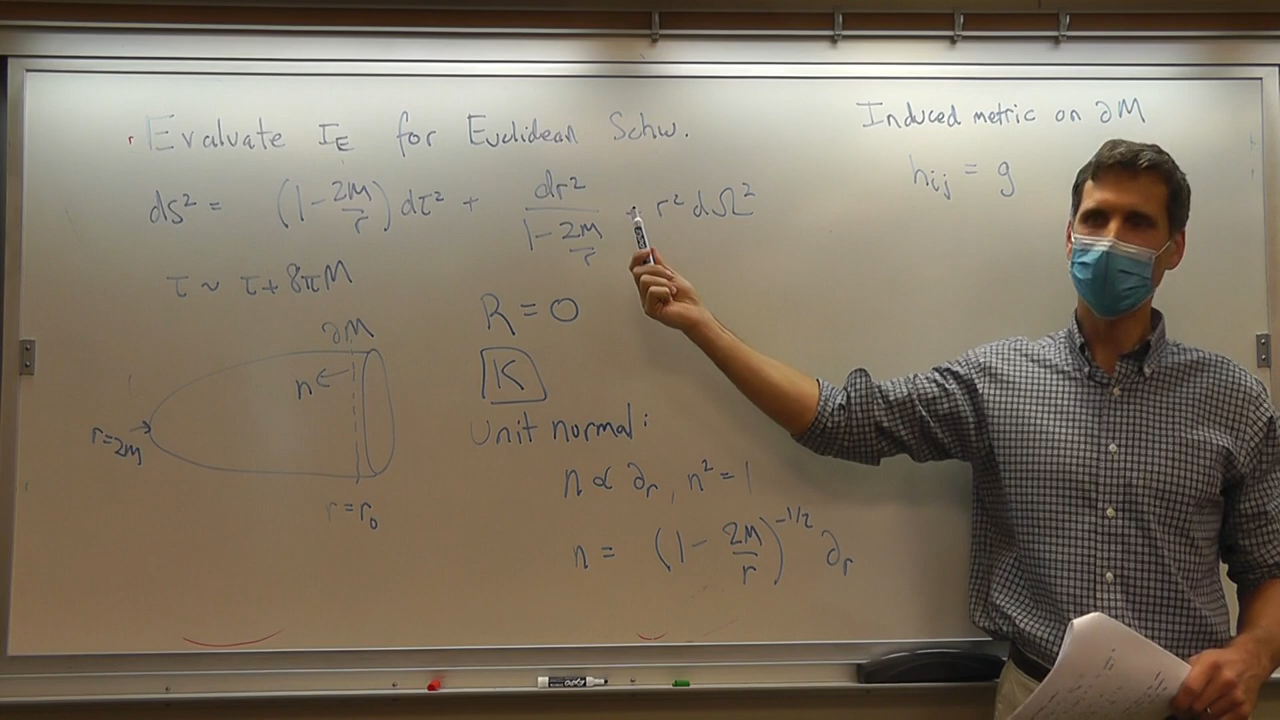 Evaluate I_E for Euclidean Schw.
ds² = (1 - 2M/r) dτ² + dr²/(1 - 2M/r) + r² dΩ²
τ ~ τ + 8πM
∂M
n ←
r=2M
r = r₀
R = 0
K
Unit normal:
n ∝ ∂_r, n² = 1
n = (1 - 2M/r)^{-1/2} ∂_r
Induced metric on ∂M
h_ij = g
EXPO